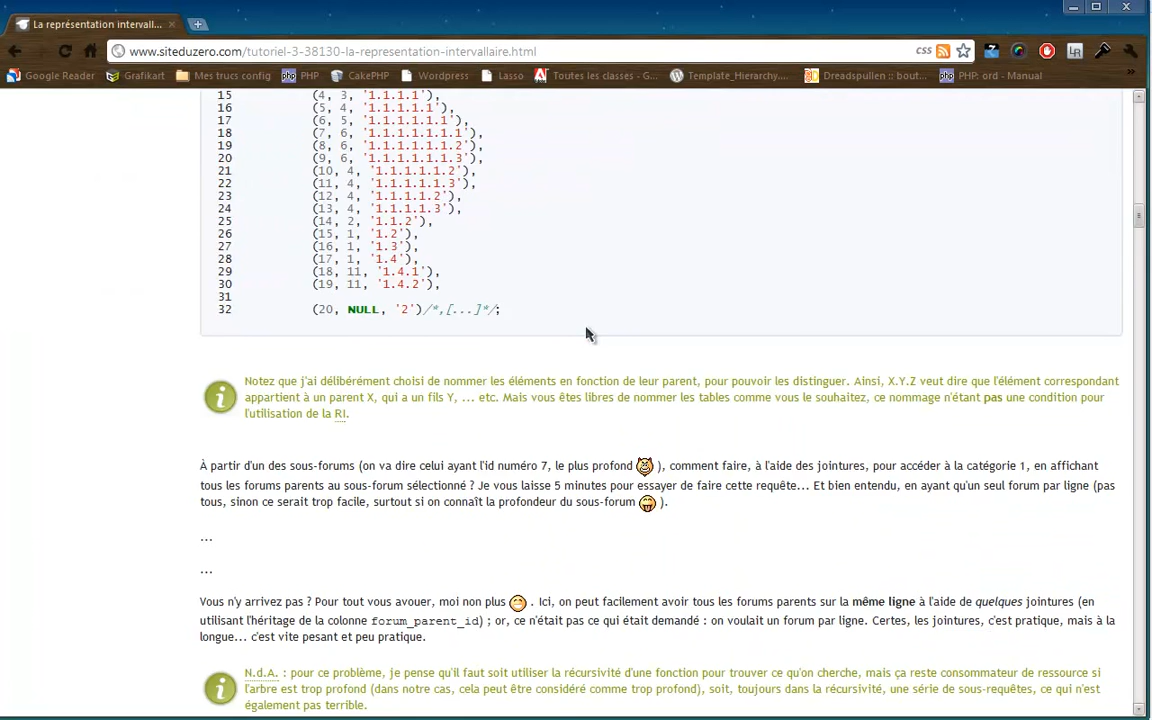 La représentation intervall...
www.siteduzero.com/tutoriel-3-38130-la-representation-intervallaire.html
CSS
LR
Google Reader Grafikart Mes trucs config php PHP CakePHP Wordpress Lasso Toutes les classes - G... Template_Hierarchy.... Dreadspullen :: bout... php PHP: ord - Manual »
15 (4, 3, '1.1.1.1'),
16 (5, 4, '1.1.1.1.1'),
17 (6, 5, '1.1.1.1.1.1'),
18 (7, 6, '1.1.1.1.1.1.1'),
19 (8, 6, '1.1.1.1.1.1.2'),
20 (9, 6, '1.1.1.1.1.1.3'),
21 (10, 4, '1.1.1.1.1.2'),
22 (11, 4, '1.1.1.1.1.3'),
23 (12, 4, '1.1.1.1.2'),
24 (13, 4, '1.1.1.1.3'),
25 (14, 2, '1.1.2'),
26 (15, 1, '1.2'),
27 (16, 1, '1.3'),
28 (17, 1, '1.4'),
29 (18, 11, '1.4.1'),
30 (19, 11, '1.4.2'),
31
32 (20, NULL, '2')/*,[...]*/;
Notez que j'ai délibérément choisi de nommer les éléments en fonction de leur parent, pour pouvoir les distinguer. Ainsi, X.Y.Z veut dire que l'élément correspondant
appartient à un parent X, qui a un fils Y, ... etc. Mais vous êtes libres de nommer les tables comme vous le souhaitez, ce nommage n'étant pas une condition pour
l'utilisation de la RI.
À partir d'un des sous-forums (on va dire celui ayant l'id numéro 7, le plus profond ), comment faire, à l'aide des jointures, pour accéder à la catégorie 1, en affichant
tous les forums parents au sous-forum sélectionné ? Je vous laisse 5 minutes pour essayer de faire cette requête... Et bien entendu, en ayant qu'un seul forum par ligne (pas
tous, sinon ce serait trop facile, surtout si on connaît la profondeur du sous-forum ).
...
...
Vous n'y arrivez pas ? Pour tout vous avouer, moi non plus . Ici, on peut facilement avoir tous les forums parents sur la même ligne à l'aide de quelques jointures (en
utilisant l'héritage de la colonne forum_parent_id) ; or, ce n'était pas ce qui était demandé : on voulait un forum par ligne. Certes, les jointures, c'est pratique, mais à la
longue... c'est vite pesant et peu pratique.
N.d.A. : pour ce problème, je pense qu'il faut soit utiliser la récursivité d'une fonction pour trouver ce qu'on cherche, mais ça reste consommateur de ressource si
l'arbre est trop profond (dans notre cas, cela peut être considéré comme trop profond), soit, toujours dans la récursivité, une série de sous-requêtes, ce qui n'est
également pas terrible.